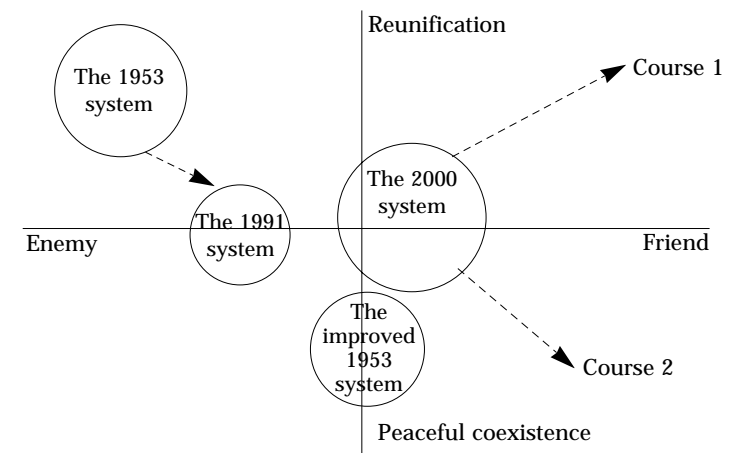 Reunification
The 1953
system
Course 1
The 2000
system
The 1991
system
Enemy
Friend
The
improved
1953
system
Course 2
Peaceful coexistence